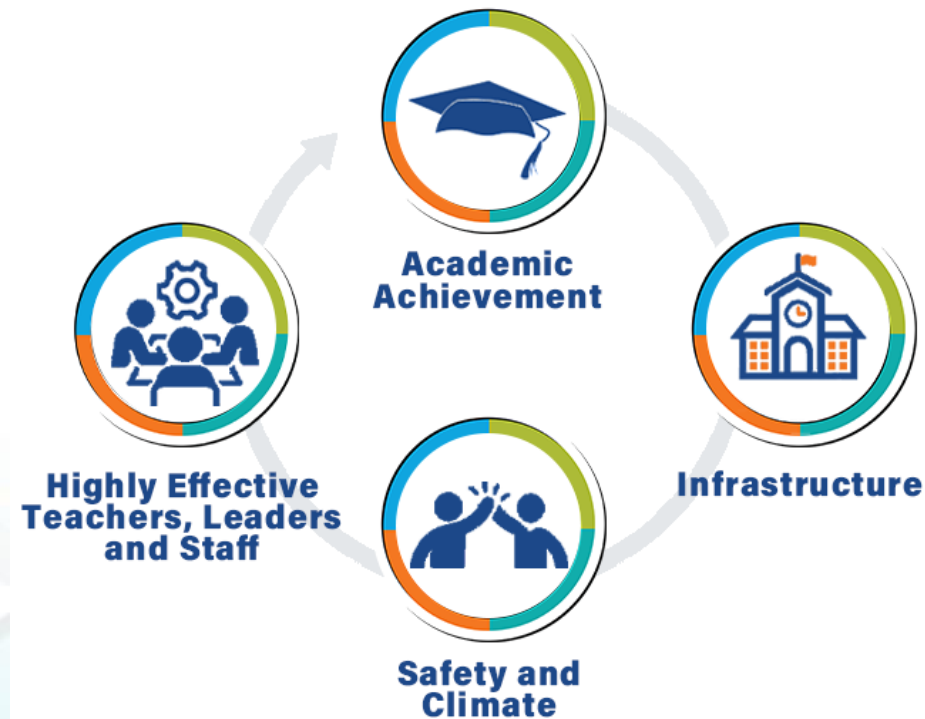 Academic
Achievement
Infrastructure
Highly Effective
Teachers, Leaders
and Staff
Safety and
Climate